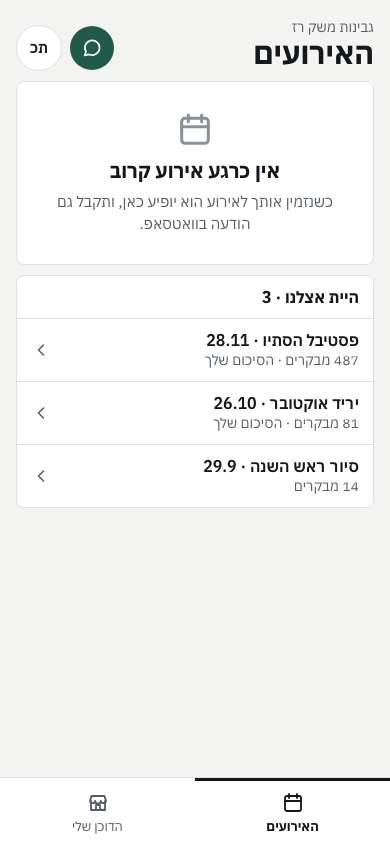 גבינות משק רז
האירועים
תכ
אין כרגע אירוע קרוב
כשנזמין אותך לאירוע הוא יופיע כאן, ותקבל גם
הודעה בוואטסאפ.
היית אצלנו · 3
פסטיבל הסתיו · 28.11
487 מבקרים · הסיכום שלך
יריד אוקטובר · 26.10
81 מבקרים · הסיכום שלך
סיור ראש השנה · 29.9
14 מבקרים
האירועים
הדוכן שלי